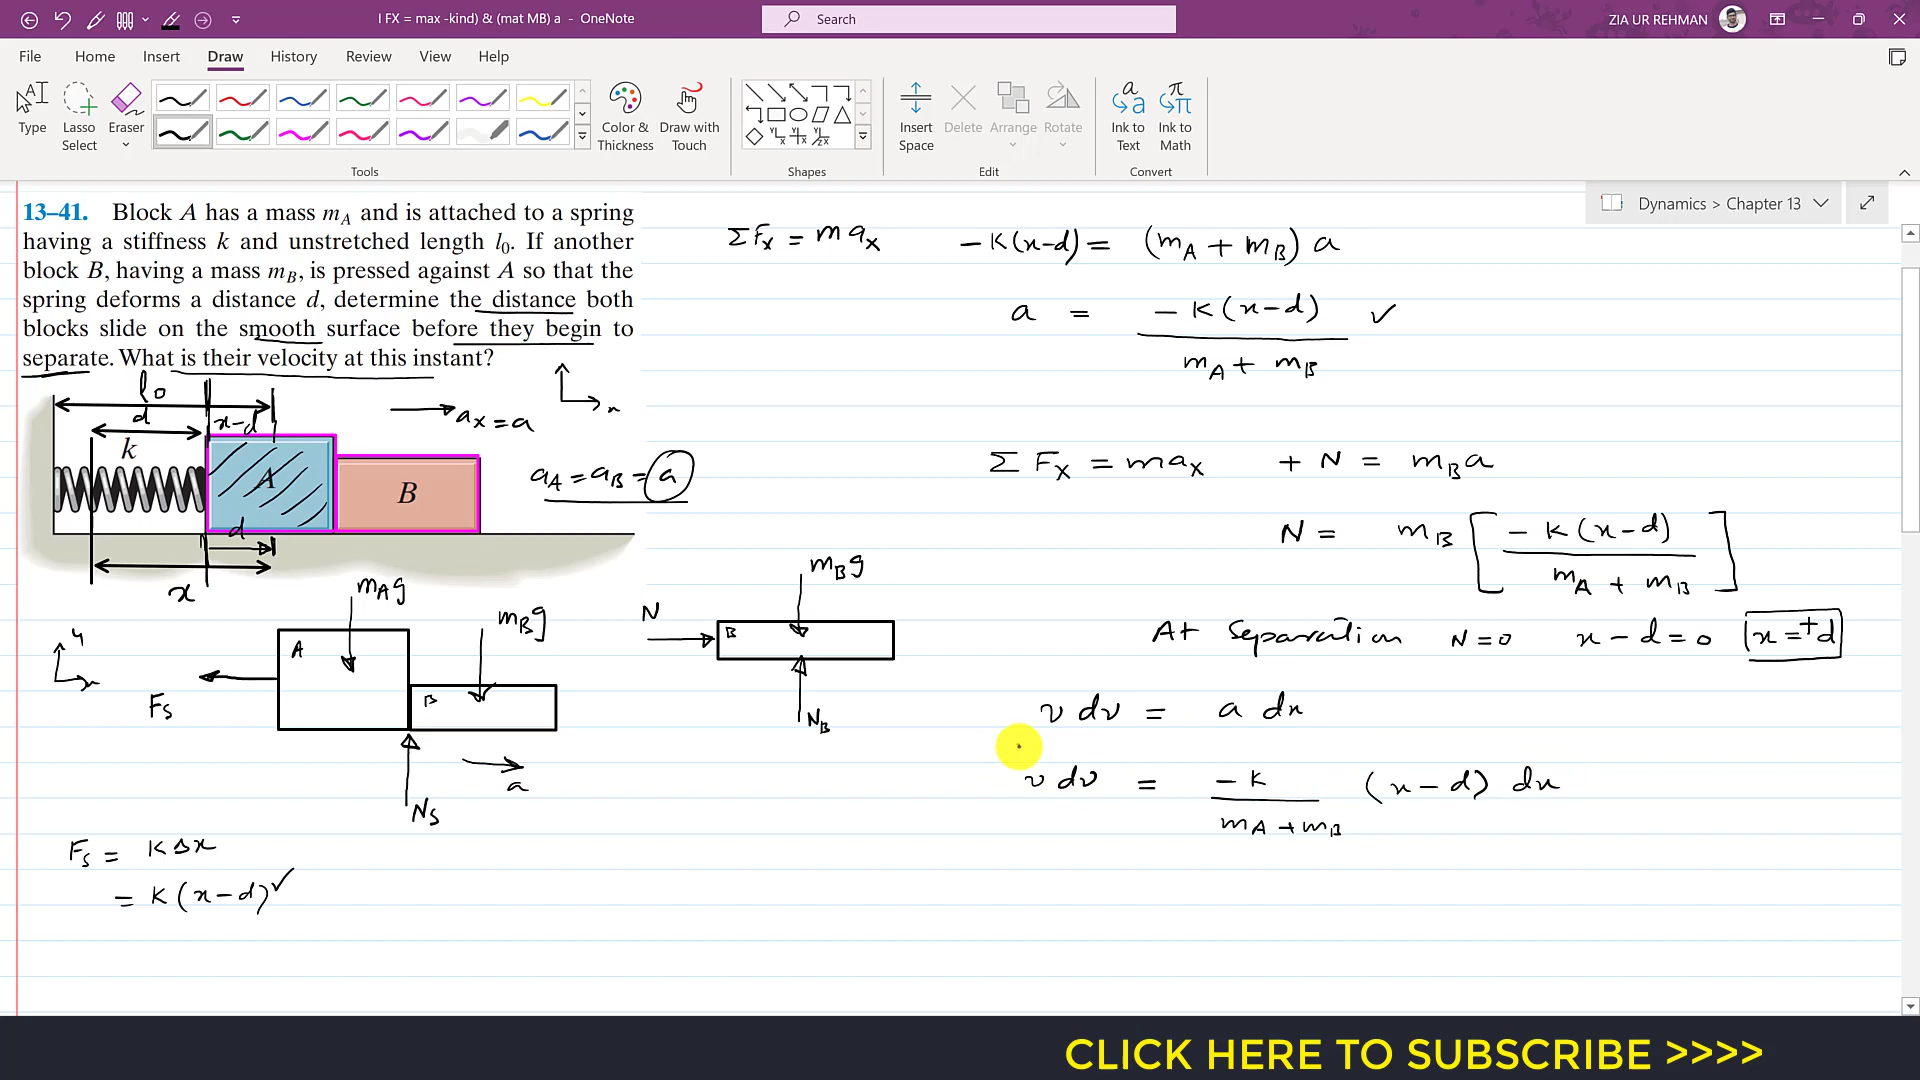 I FX = max -kind) & (mat MB) a - OneNote
Search
ZIA UR REHMAN
File Home Insert Draw History Review View Help
Type
Lasso Select
Eraser
Color & Thickness
Draw with Touch
Insert Space
Delete
Arrange
Rotate
Ink to Text
Ink to Math
Tools
Shapes
Edit
Convert
Dynamics > Chapter 13
13–41. Block A has a mass mA and is attached to a spring
having a stiffness k and unstretched length l0. If another
block B, having a mass mB, is pressed against A so that the
spring deforms a distance d, determine the distance both
blocks slide on the smooth surface before they begin to
separate. What is their velocity at this instant?
l0
d
x-d
k
A
B
d
x
x
ax = a
aA = aB = a
mAg
mBg
A
B
Fs
y
x
Ns
a
Fs = KΔx
= K(x-d) ✓
N
B
mBg
NB
ΣFx = max -K(x-d) = (mA + mB) a
a = -K(x-d) / mA + mB ✓
ΣFx = max + N = mBa
N = mB [ -K(x-d) / mA + mB ]
At Separation N=0 x-d=0 x=+d
v dv = a dx
v dv = -K / mA+mB (x-d) dx
CLICK HERE TO SUBSCRIBE >>>>